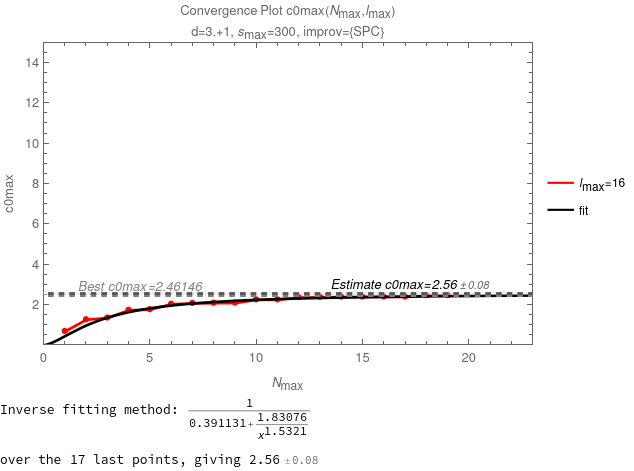 Convergence Plot c0max(Nmax,lmax)
d=3.+1, smax=300, improv={SPC}
14
12
10
8
6
4
2
c0max
Best c0max=2.46146
Estimate c0max=2.56 ±0.08
lmax=16
fit
0 5 10 15 20
Nmax
Inverse fitting method: 1
0.391131+ 1.83076
x1.5321
over the 17 last points, giving 2.56 ±0.08